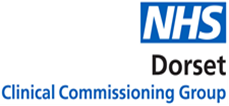 NHS
Dorset
Clinical Commissioning Group